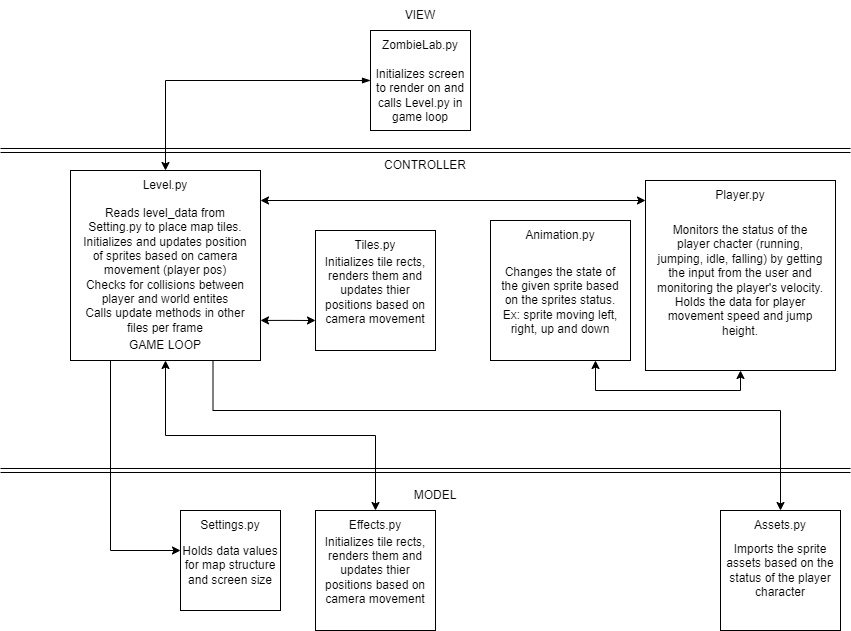 VIEW
ZombieLab.py
Initializes screen
to render on and
calls Level.py in
game loop
CONTROLLER
Level.py
Reads level_data from
Setting.py to place map tiles.
Initializes and updates position
of sprites based on camera
movement (player pos)
Checks for collisions between
player and world entites
Calls update methods in other
files per frame
GAME LOOP
Tiles.py
Initializes tile rects,
renders them and
updates thier
positions based on
camera movement
Animation.py
Changes the state of
the given sprite based
on the sprites status.
Ex: sprite moving left,
right, up and down
Player.py
Monitors the status of the
player chacter (running,
jumping, idle, falling) by getting
the input from the user and
monitoring the player's velocity.
Holds the data for player
movement speed and jump
height.
MODEL
Settings.py
Holds data values
for map structure
and screen size
Effects.py
Initializes tile rects,
renders them and
updates thier
positions based on
camera movement
Assets.py
Imports the sprite
assets based on the
status of the player
character